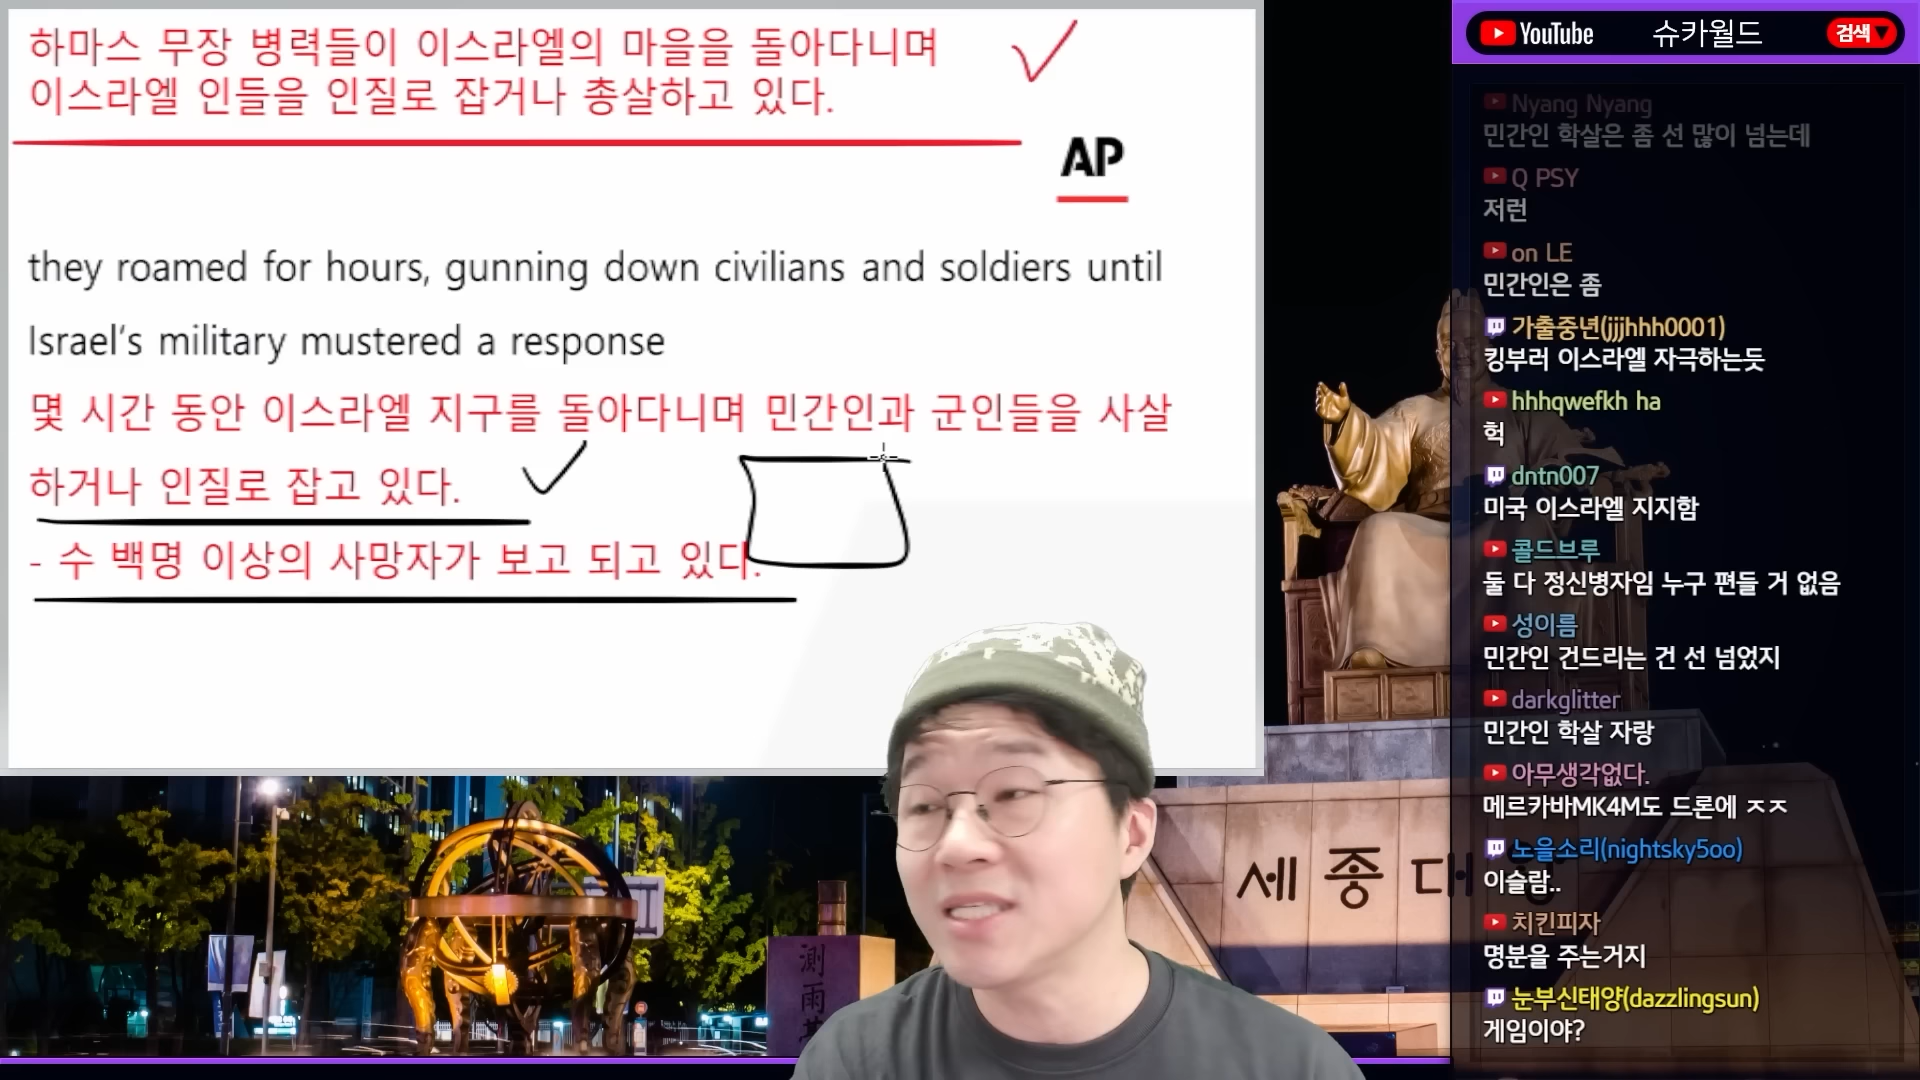 하마스 무장 병력들이 이스라엘의 마을을 돌아다니며
이스라엘 인들을 인질로 잡거나 총살하고 있다.
AP
they roamed for hours, gunning down civilians and soldiers until
Israel's military mustered a response
몇 시간 동안 이스라엘 지구를 돌아다니며 민간인과 군인들을 사살
하거나 인질로 잡고 있다.
- 수 백명 이상의 사망자가 보고 되고 있다.
YouTube 슈카월드 검색
Nyang Nyang
민간인 학살은 좀 선 많이 넘는데
Q PSY
저런
on LE
민간인은 좀
가출중년(jjjhhh0001)
킹부러 이스라엘 자극하는듯
hhhqwefkh ha
헉
dntn007
미국 이스라엘 지지함
콜드브루
둘 다 정신병자임 누구 편들 거 없음
성이름
민간인 건드리는 건 선 넘었지
darkglitter
민간인 학살 자랑
아무생각없다.
메르카바MK4M도 드론에 ㅈㅈ
노을소리(nightsky5oo)
이슬람..
치킨피자
명분을 주는거지
눈부신태양(dazzlingsun)
게임이야?
세종대
測雨